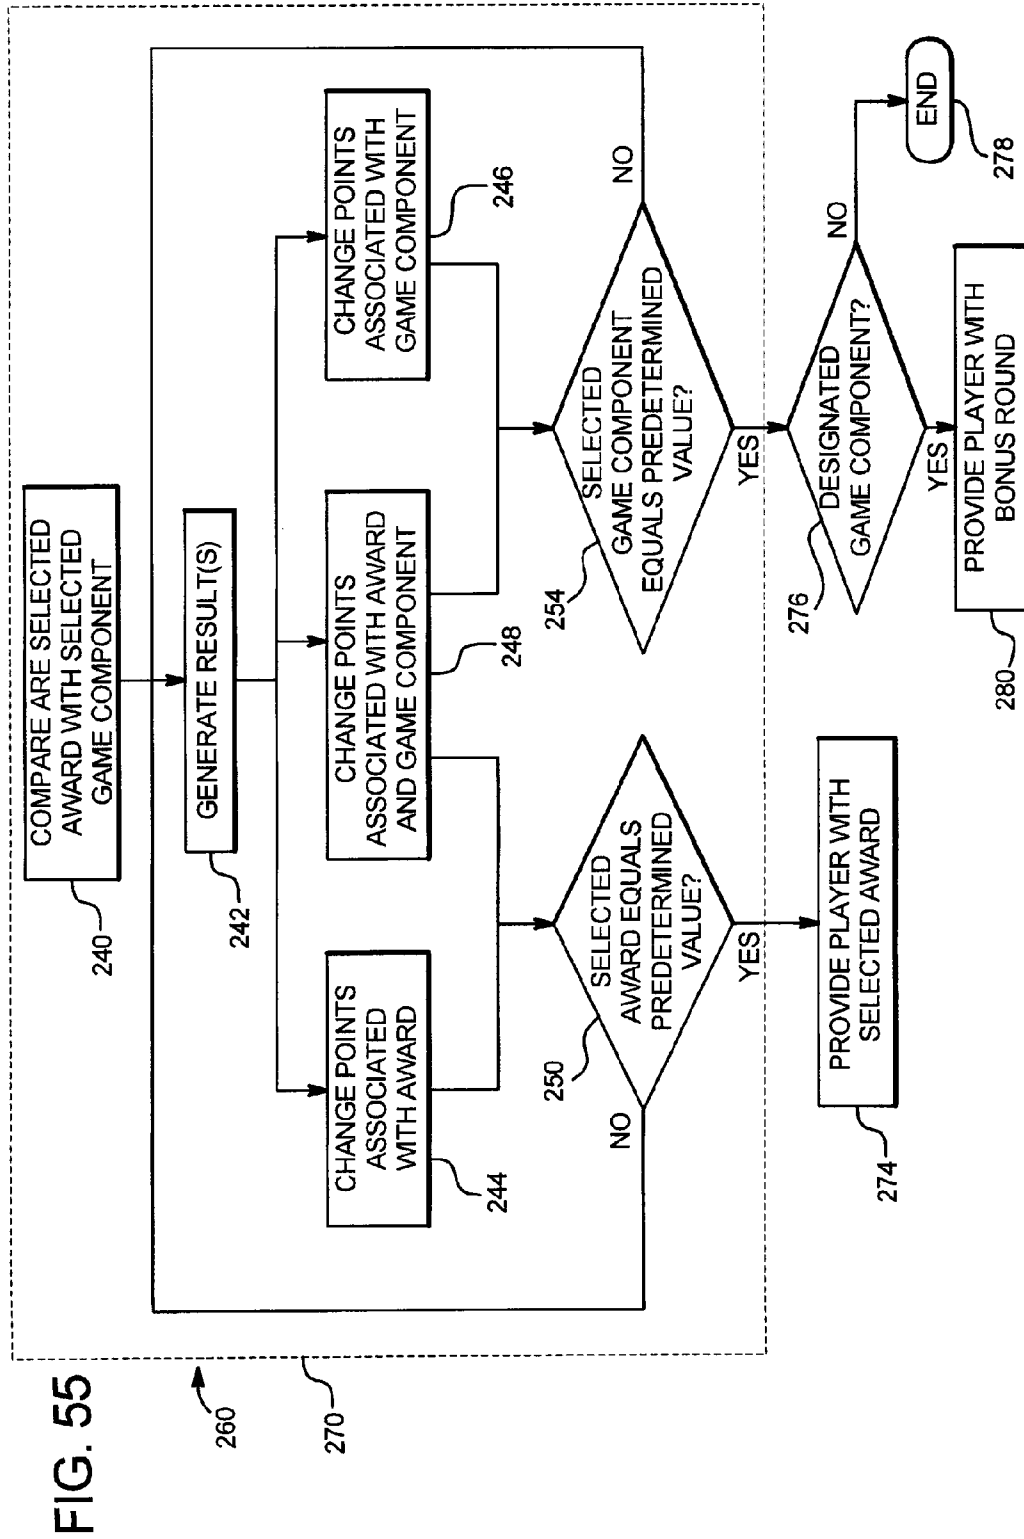 FIG. 55
260
270
COMPARE ARE SELECTED
AWARD WITH SELECTED
GAME COMPONENT
240
GENERATE RESULT(S)
242
CHANGE POINTS
ASSOCIATED
WITH AWARD
244
CHANGE POINTS
ASSOCIATED WITH AWARD
AND GAME COMPONENT
248
CHANGE POINTS
ASSOCIATED WITH
GAME COMPONENT
246
SELECTED
AWARD EQUALS
PREDETERMINED
VALUE?
250
NO
YES
SELECTED
GAME COMPONENT
EQUALS PREDETERMINED
VALUE?
254
NO
YES
PROVIDE PLAYER WITH
SELECTED AWARD
274
DESIGNATED
GAME COMPONENT?
276
NO
YES
END
278
PROVIDE PLAYER WITH
BONUS ROUND
280